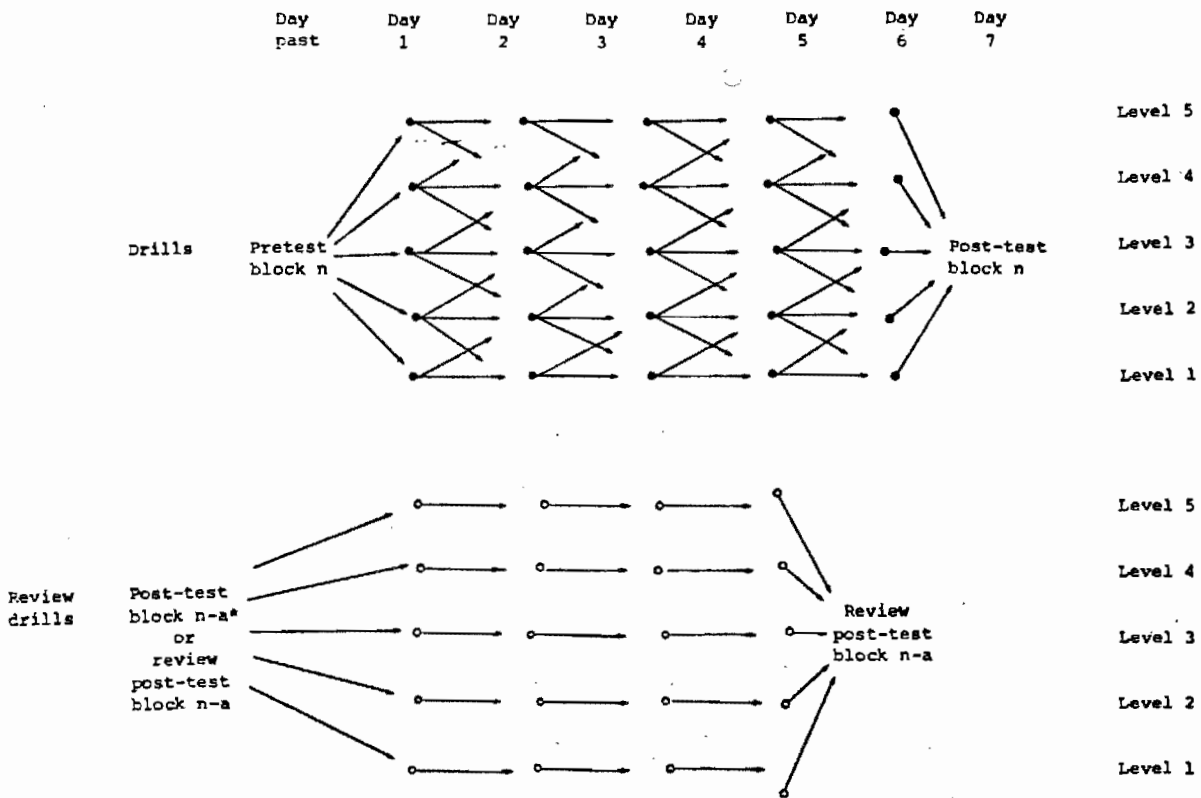 Day Day Day Day Day Day Day Day
past 1 2 3 4 5 6 7
Level 5
Level 4
Drills Pretest Post-test Level 3
block n block n
Level 2
Level 1
Level 5
Level 4
Review Post-test Review
drills block n-a* post-test
or block n-a Level 3
review
post-test
block n-a
Level 2
Level 1